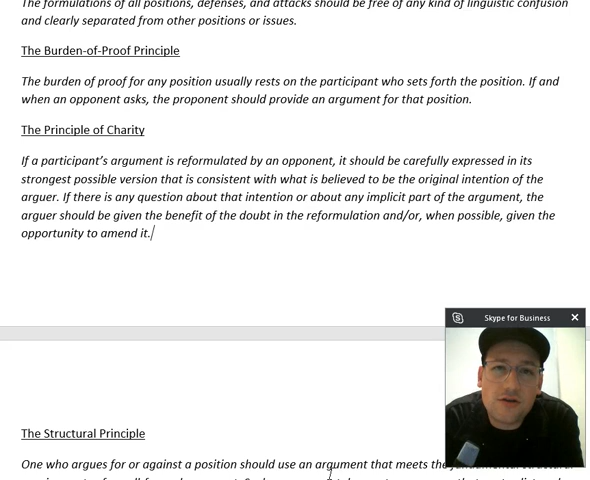 The formulations of all positions, defenses, and attacks should be free of any kind of linguistic confusion
and clearly separated from other positions or issues.
The Burden-of-Proof Principle
The burden of proof for any position usually rests on the participant who sets forth the position. If and
when an opponent asks, the proponent should provide an argument for that position.
The Principle of Charity
If a participant's argument is reformulated by an opponent, it should be carefully expressed in its
strongest possible version that is consistent with what is believed to be the original intention of the
arguer. If there is any question about that intention or about any implicit part of the argument, the
arguer should be given the benefit of the doubt in the reformulation and/or, when possible, given the
opportunity to amend it.
Skype for Business
The Structural Principle
One who argues for or against a position should use an argument that meets the fundamental structural